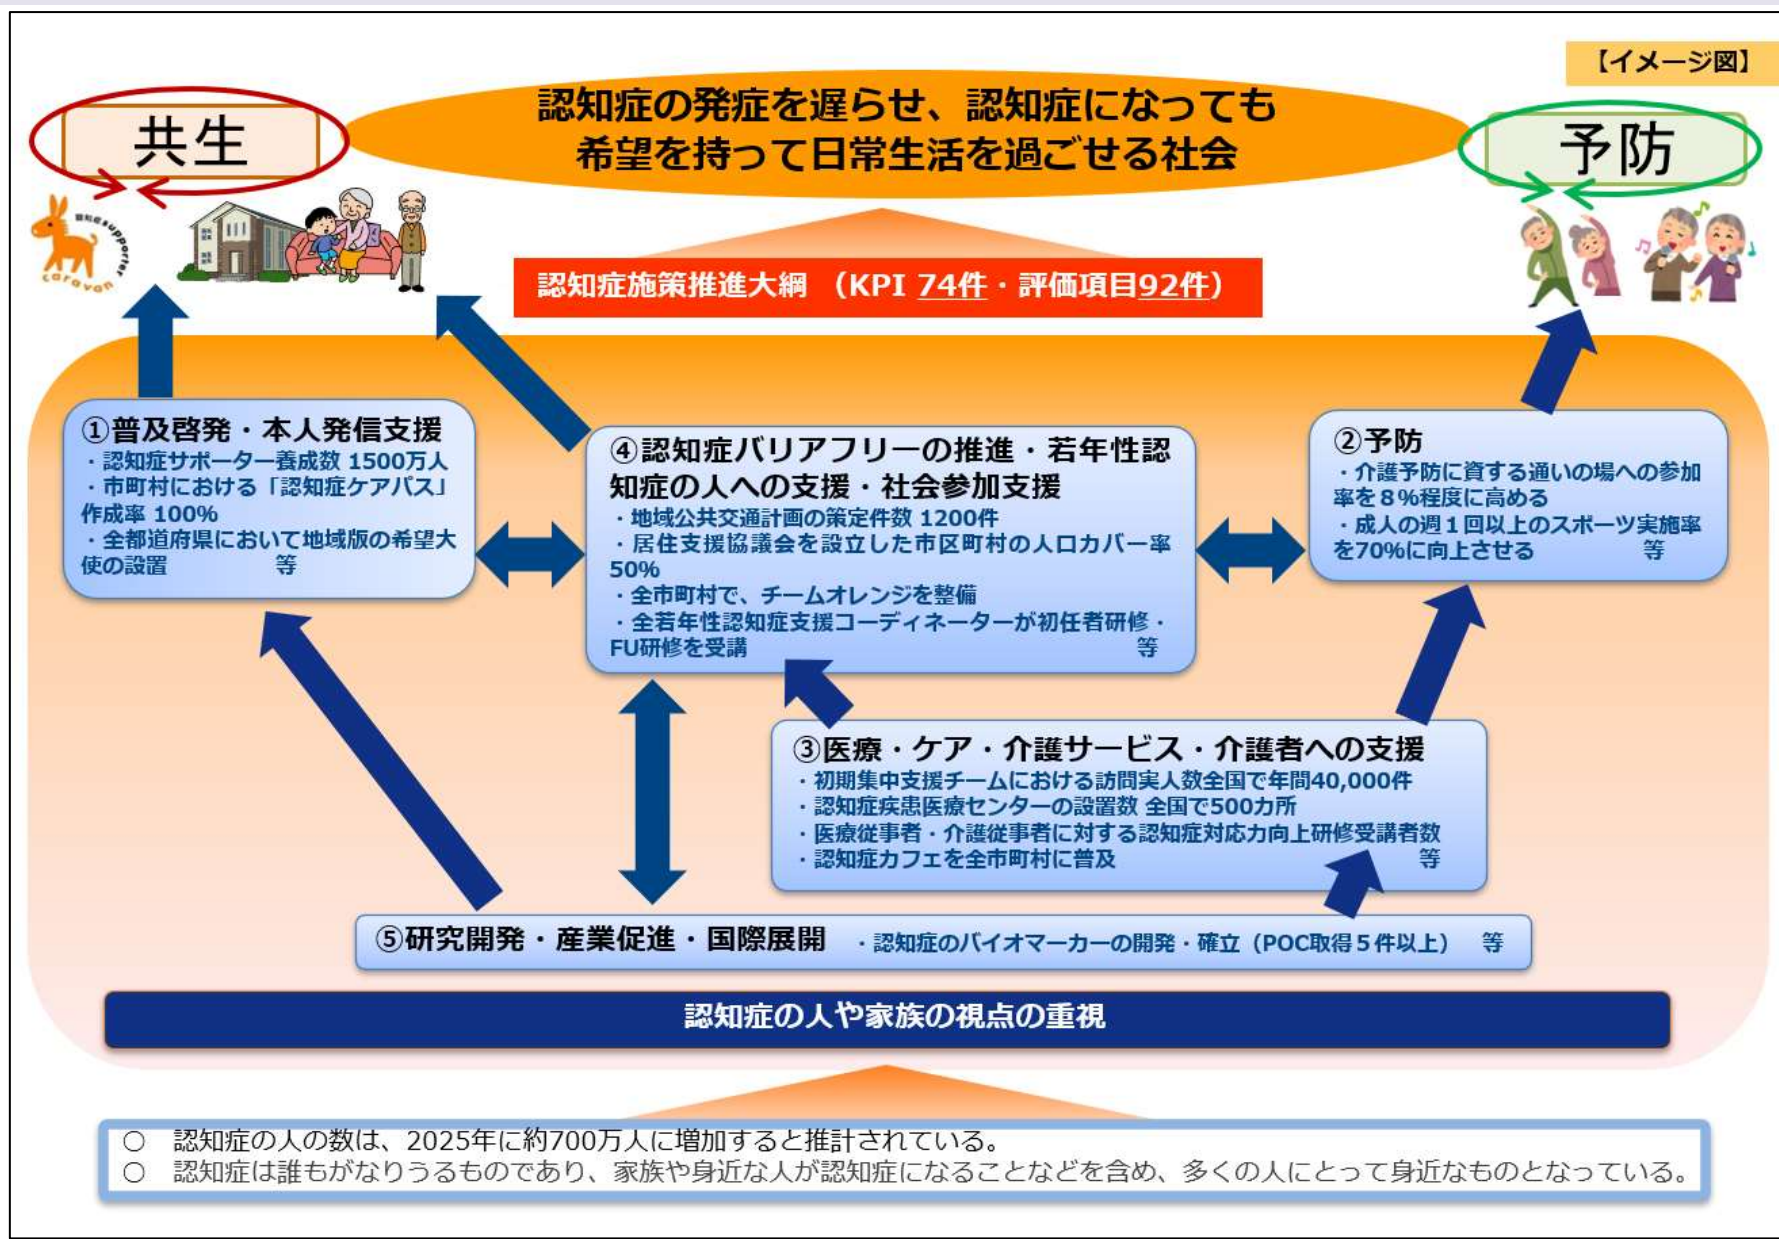 【イメージ図】
認知症の発症を遅らせ、認知症になっても
希望を持って日常生活を過ごせる社会
共生
予防
supporter
caravan
認知症施策推進大綱 （KPI 74件・評価項目92件）
①普及啓発・本人発信支援
・認知症サポーター養成数 1500万人
・市町村における「認知症ケアパス」
作成率 100%
・全都道府県において地域版の希望大
使の設置 等
④認知症バリアフリーの推進・若年性認
知症の人への支援・社会参加支援
・地域公共交通計画の策定件数 1200件
・居住支援協議会を設立した市区町村の人口カバー率
50%
・全市町村で、チームオレンジを整備
・全若年性認知症支援コーディネーターが初任者研修・
FU研修を受講 等
②予防
・介護予防に資する通いの場への参加
率を８％程度に高める
・成人の週１回以上のスポーツ実施率
を70%に向上させる 等
③医療・ケア・介護サービス・介護者への支援
・初期集中支援チームにおける訪問実人数全国で年間40,000件
・認知症疾患医療センターの設置数 全国で500カ所
・医療従事者・介護従事者に対する認知症対応力向上研修受講者数
・認知症カフェを全市町村に普及 等
⑤研究開発・産業促進・国際展開 ・認知症のバイオマーカーの開発・確立（POC取得５件以上） 等
認知症の人や家族の視点の重視
○ 認知症の人の数は、2025年に約700万人に増加すると推計されている。
○ 認知症は誰もがなりうるものであり、家族や身近な人が認知症になることなどを含め、多くの人にとって身近なものとなっている。